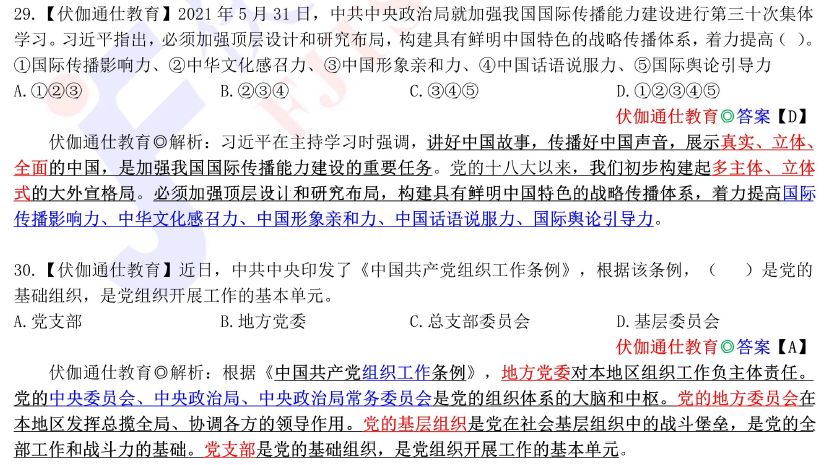 29.【伏伽通仕教育】2021 年 5 月 31 日，中共中央政治局就加强我国国际传播能力建设进行第三十次集体
学习。习近平指出，必须加强顶层设计和研究布局，构建具有鲜明中国特色的战略传播体系，着力提高（ ）。
①国际传播影响力、②中华文化感召力、③中国形象亲和力、④中国话语说服力、⑤国际舆论引导力
A.①②③ B.②③④ C.③④⑤ D.①②③④⑤
伏伽通仕教育◎答案【D】
伏伽通仕教育◎解析：习近平在主持学习时强调，讲好中国故事，传播好中国声音，展示真实、立体、
全面的中国，是加强我国国际传播能力建设的重要任务。党的十八大以来，我们初步构建起多主体、立体
式的大外宣格局。必须加强顶层设计和研究布局，构建具有鲜明中国特色的战略传播体系，着力提高国际
传播影响力、中华文化感召力、中国形象亲和力、中国话语说服力、国际舆论引导力。
30.【伏伽通仕教育】近日，中共中央印发了《中国共产党组织工作条例》，根据该条例，（ ）是党的
基础组织，是党组织开展工作的基本单元。
A.党支部 B.地方党委 C.总支部委员会 D.基层委员会
伏伽通仕教育◎答案【A】
伏伽通仕教育◎解析：根据《中国共产党组织工作条例》，地方党委对本地区组织工作负主体责任。
党的中央委员会、中央政治局、中央政治局常务委员会是党的组织体系的大脑和中枢。党的地方委员会在
本地区发挥总揽全局、协调各方的领导作用。党的基层组织是党在社会基层组织中的战斗堡垒，是党的全
部工作和战斗力的基础。党支部是党的基础组织，是党组织开展工作的基本单元。